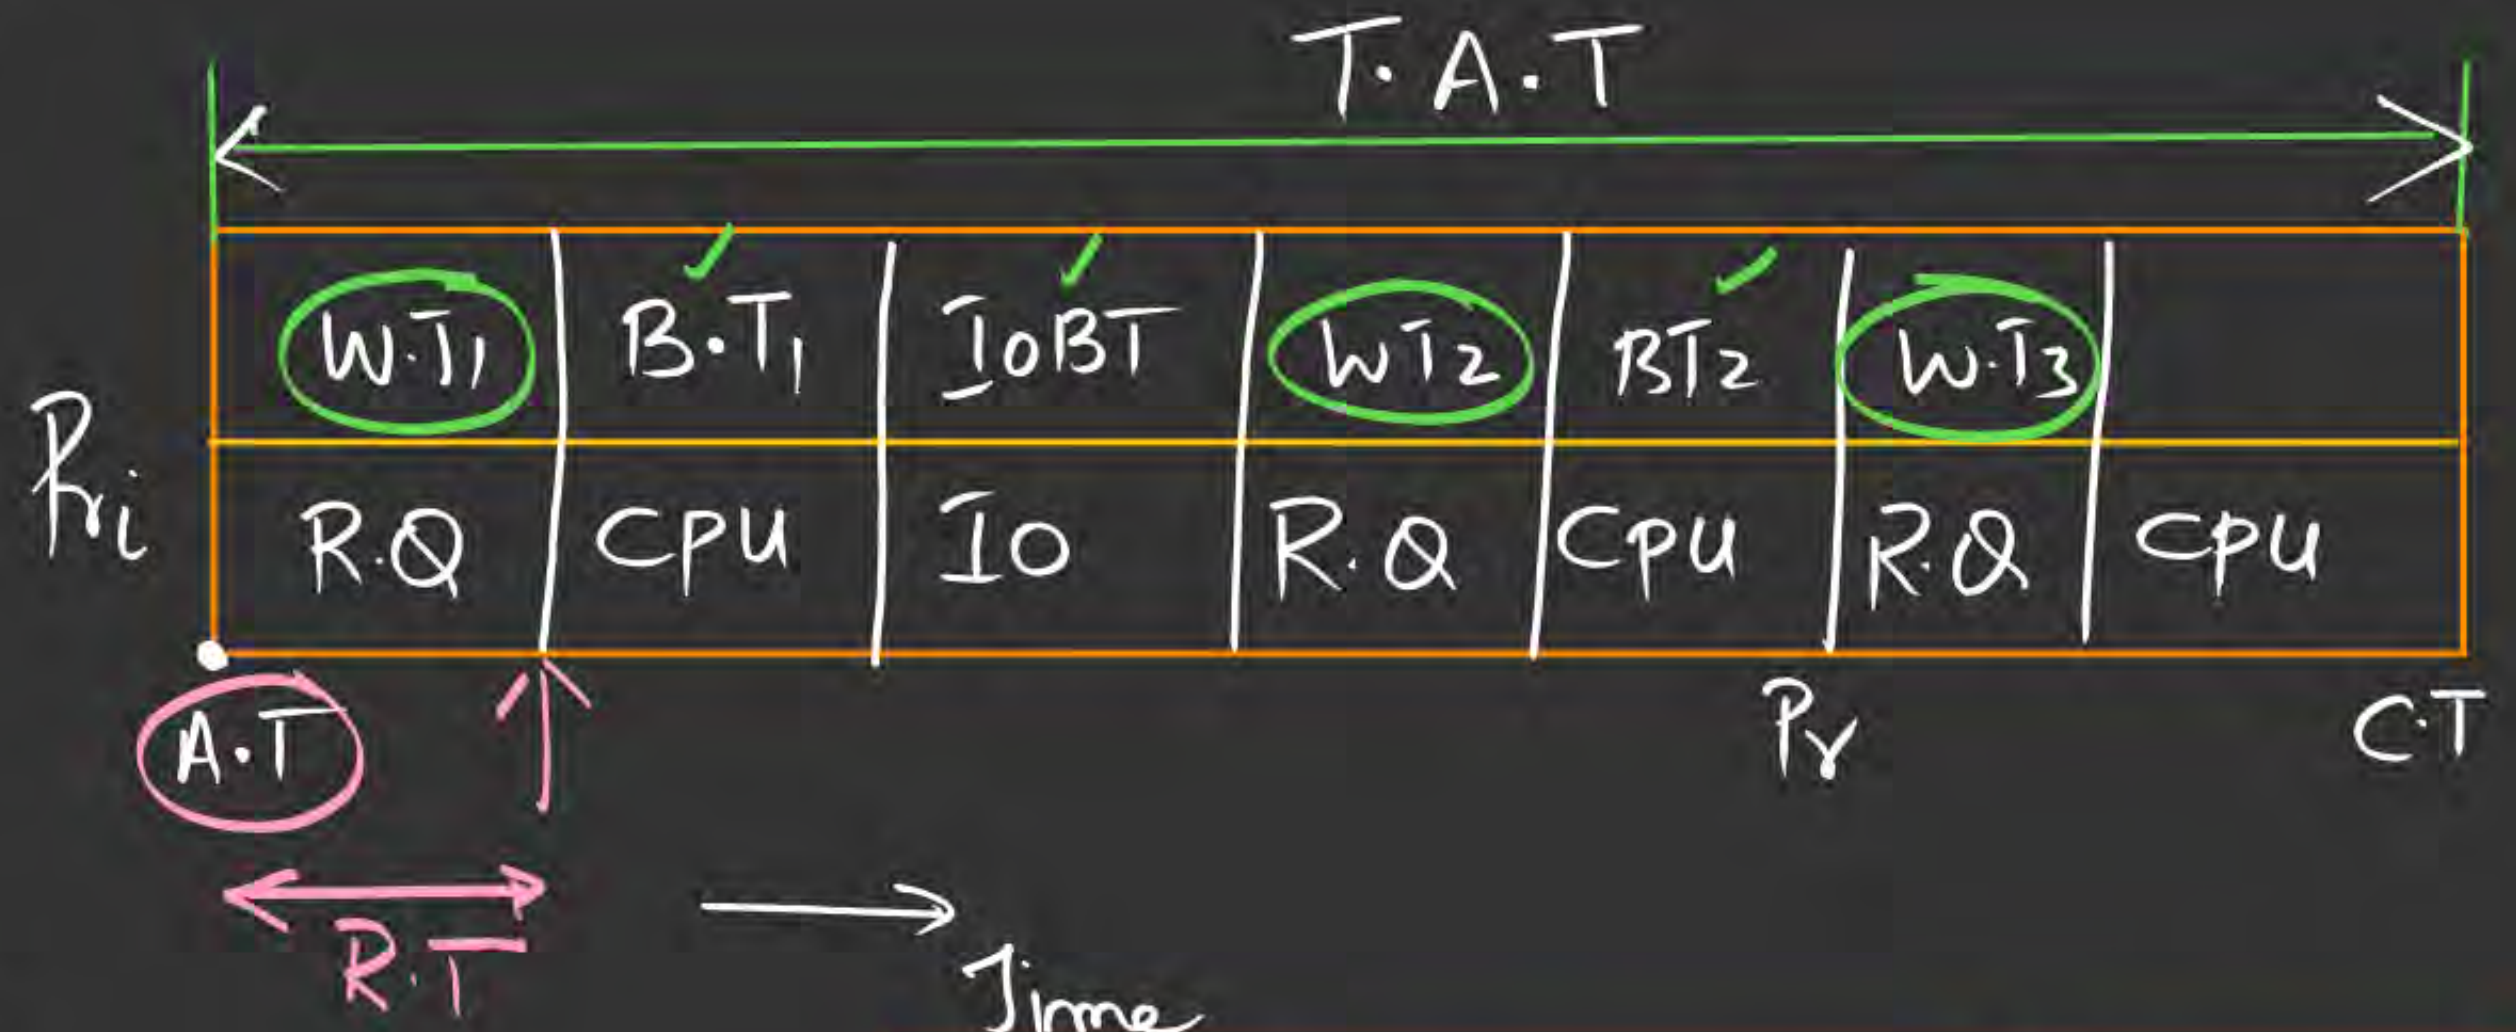 T.A.T
W.T1 B.T1 IOBT WT2 BT2 W.T3
Pri
R.Q CPU IO R.Q CPU R.Q CPU
A.T Pr C.T
R.T
Time